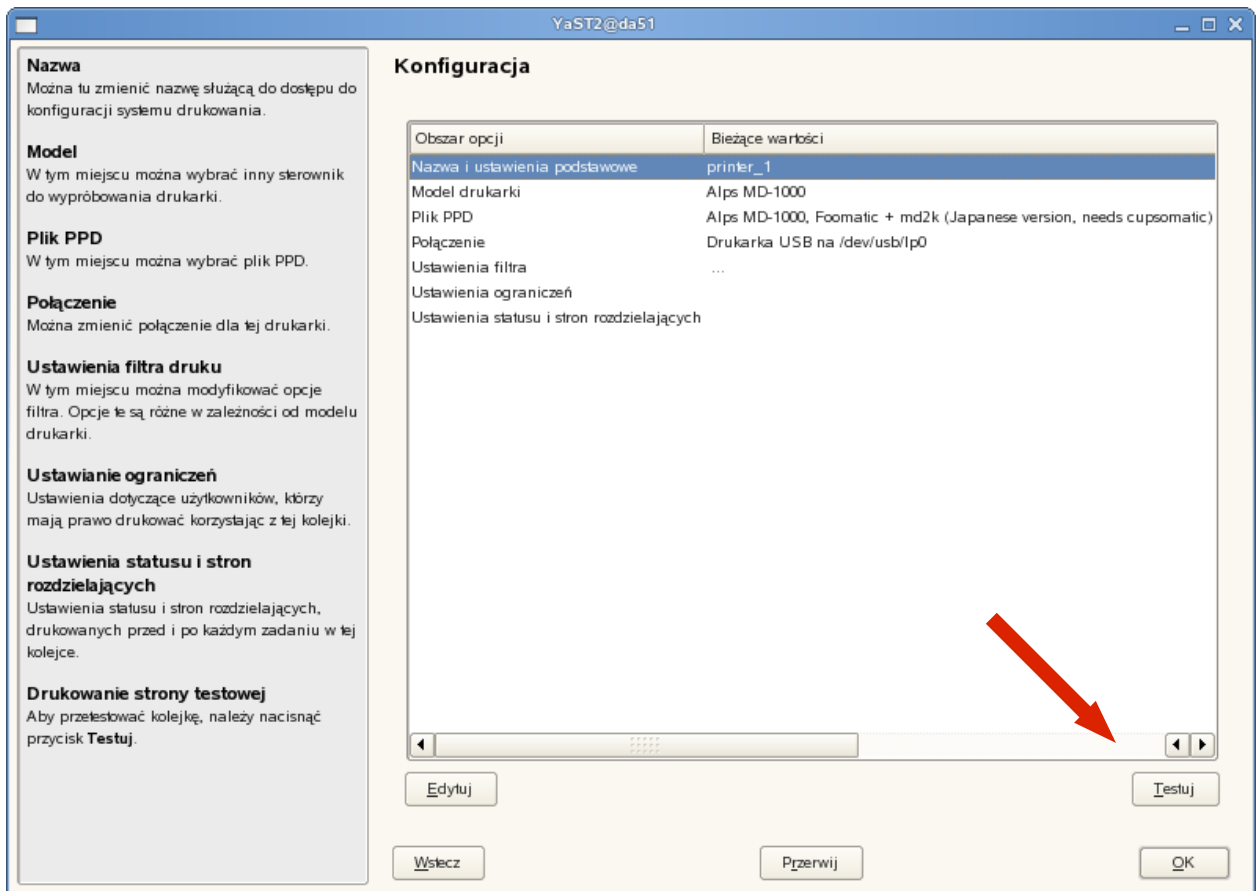 YaST2@da51
Nazwa
Można tu zmienić nazwę służącą do dostępu do
konfiguracji systemu drukowania.
Model
W tym miejscu można wybrać inny sterownik
do wypróbowania drukarki.
Plik PPD
W tym miejscu można wybrać plik PPD.
Połączenie
Można zmienić połączenie dla tej drukarki.
Ustawienia filtra druku
W tym miejscu można modyfikować opcje
filtra. Opcje te są różne w zależności od modelu
drukarki.
Ustawianie ograniczeń
Ustawienia dotyczące użytkowników, którzy
mają prawo drukować korzystając z tej kolejki.
Ustawienia statusu i stron
rozdzielających
Ustawienia statusu i stron rozdzielających,
drukowanych przed i po każdym zadaniu w tej
kolejce.
Drukowanie strony testowej
Aby przetestować kolejkę, należy nacisnąć
przycisk Testuj.
Konfiguracja
Obszar opcji Bieżące wartości
Nazwa i ustawienia podstawowe printer_1
Model drukarki Alps MD-1000
Plik PPD Alps MD-1000, Foomatic + md2k (Japanese version, needs cupsomatic)
Połączenie Drukarka USB na /dev/usb/lp0
Ustawienia filtra ...
Ustawienia ograniczeń
Ustawienia statusu i stron rozdzielających
Edytuj Testuj
Wstecz Przerwij OK